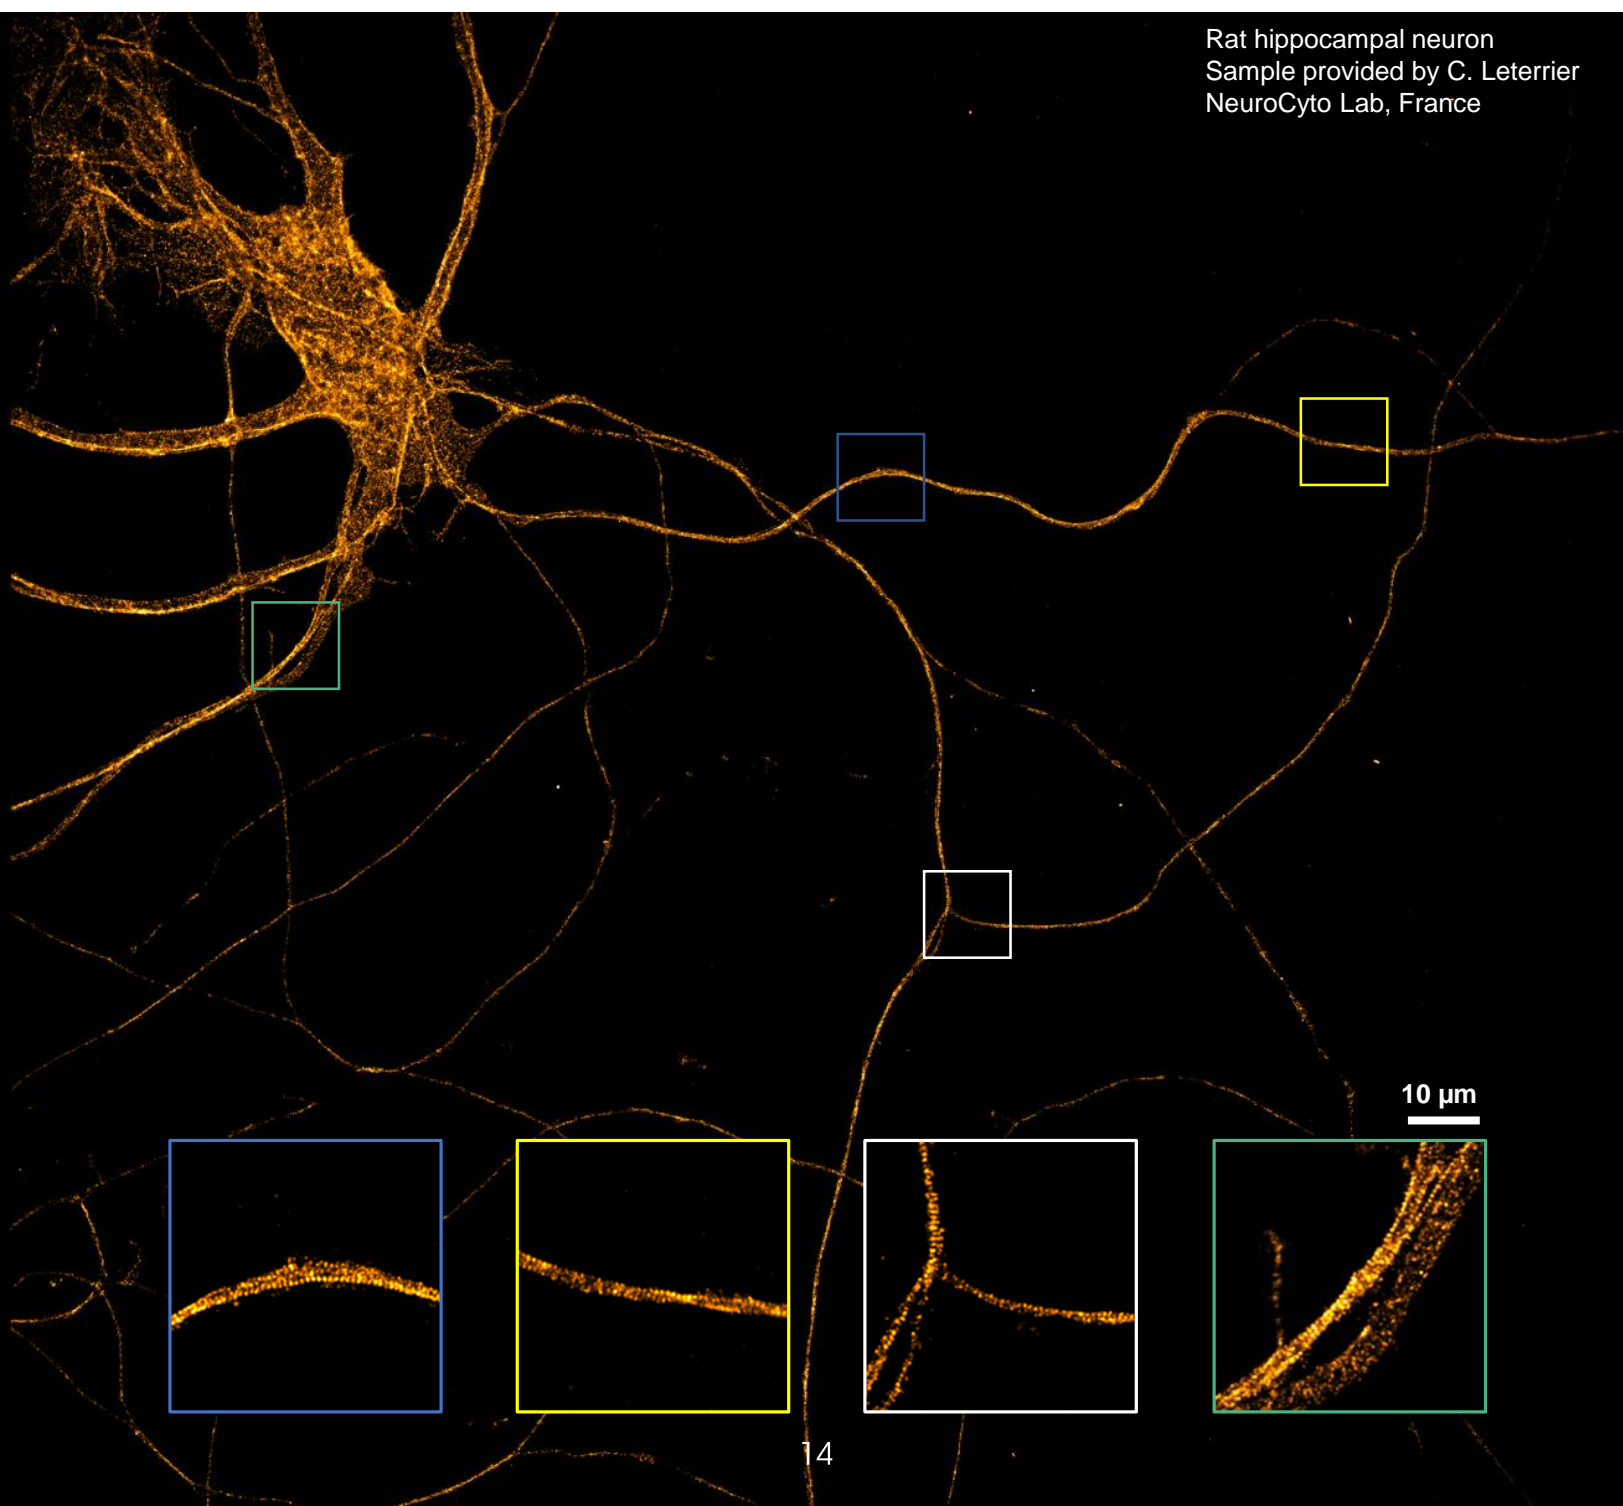 Rat hippocampal neuron
Sample provided by C. Leterrier
NeuroCyto Lab, France
10 µm
14